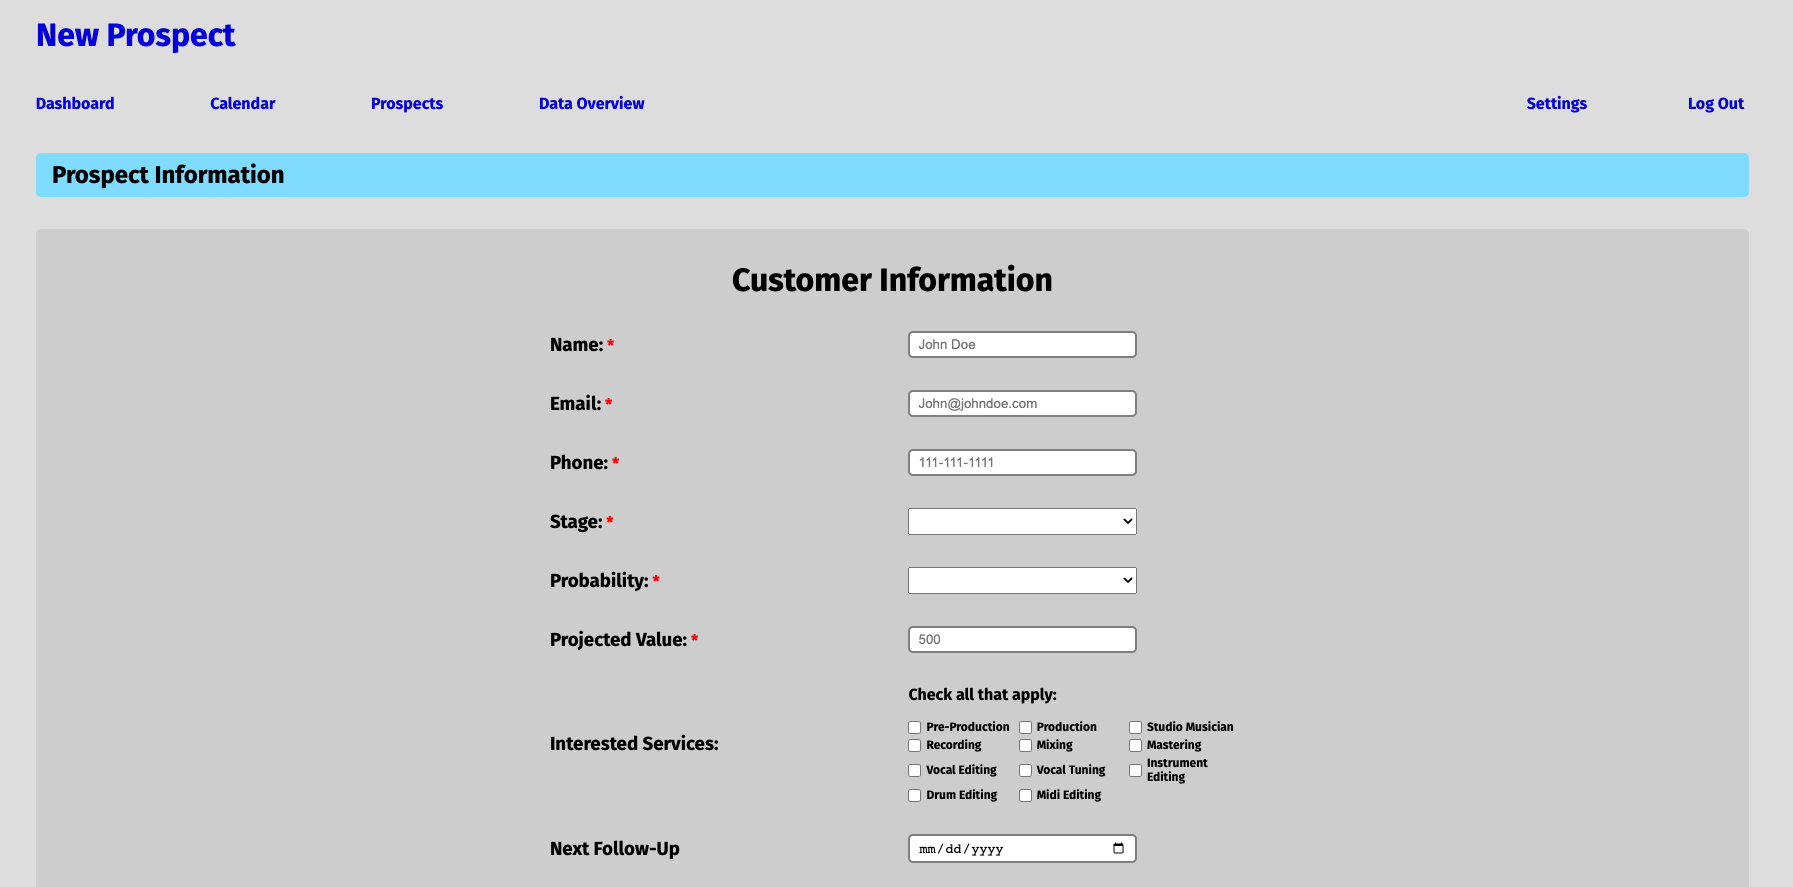 New Prospect
Dashboard Calendar Prospects Data Overview Settings Log Out
Prospect Information
Customer Information
Name: * John Doe
Email: * John@johndoe.com
Phone: * 111-111-1111
Stage: *
Probability: *
Projected Value: * 500
Check all that apply:
Interested Services:
Pre-Production Production Studio Musician
Recording Mixing Mastering
Vocal Editing Vocal Tuning Instrument Editing
Drum Editing Midi Editing
Next Follow-Up mm/dd/yyyy